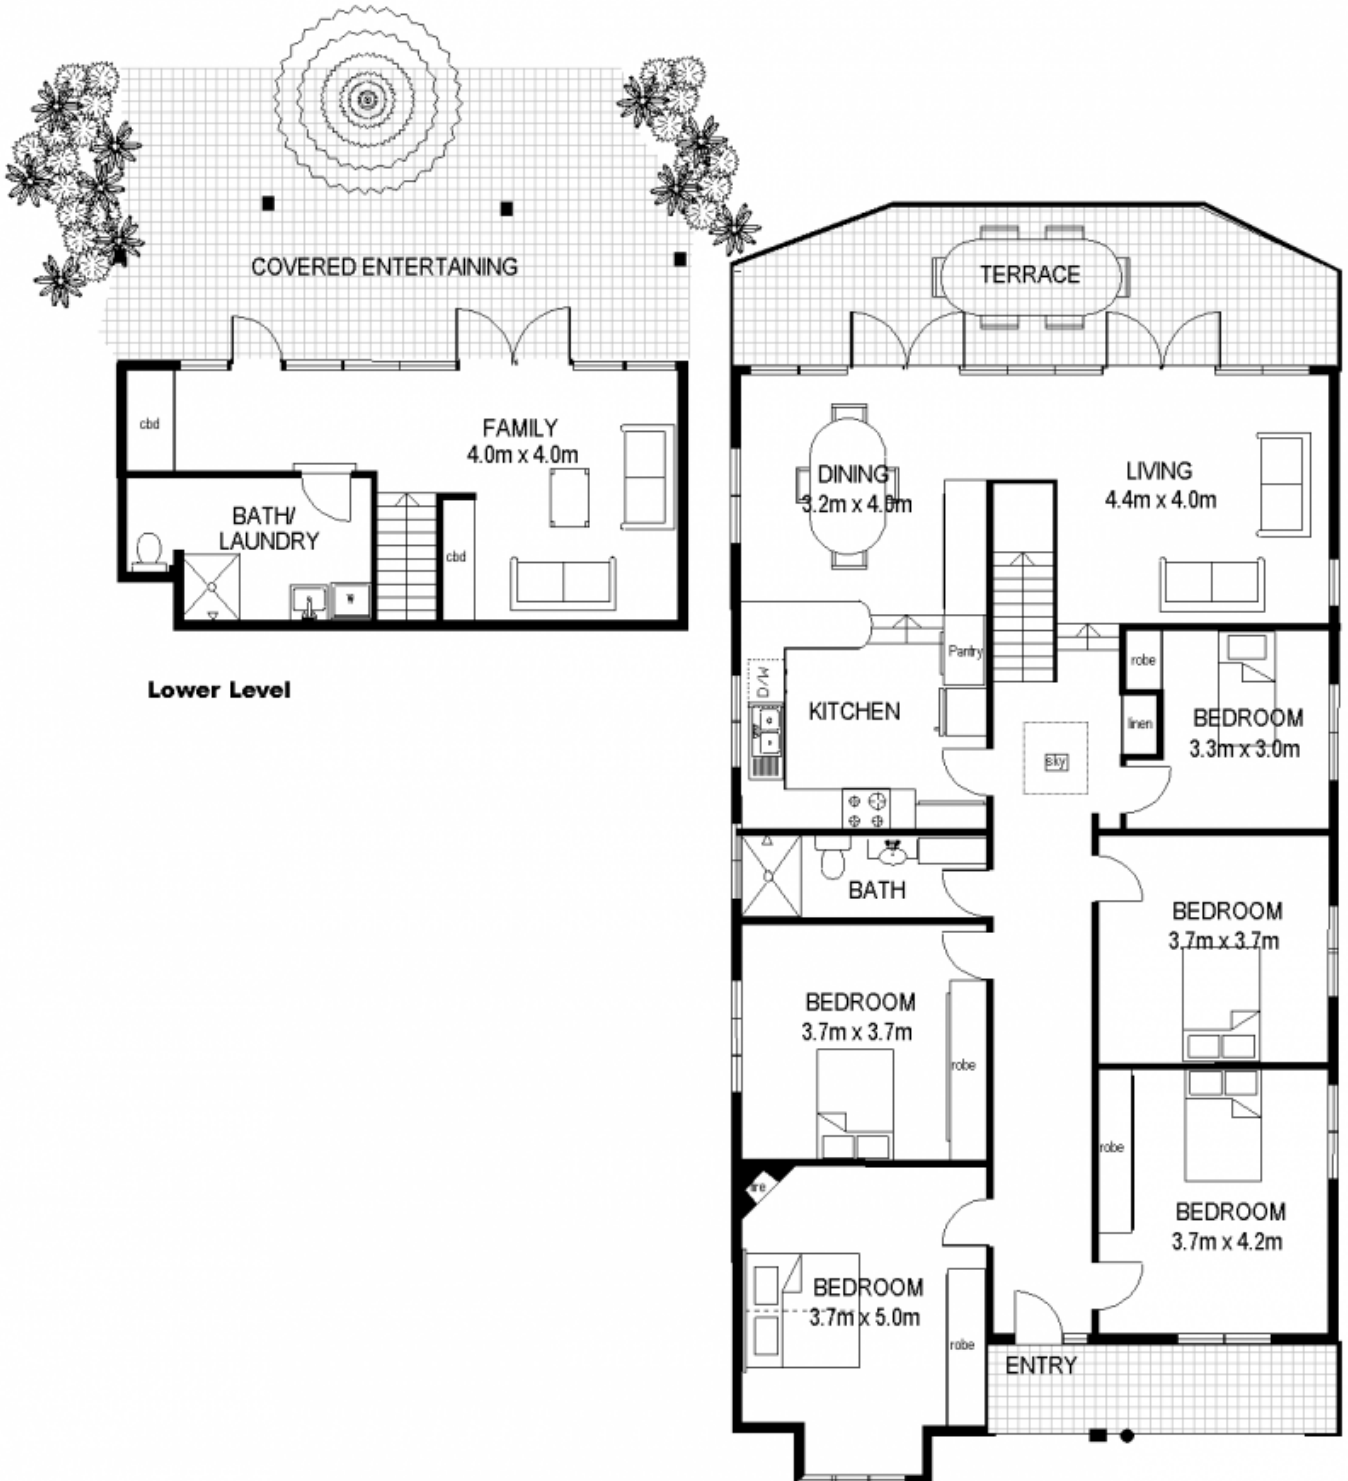 COVERED ENTERTAINING
cbd
FAMILY
4.0m x 4.0m
BATH/
LAUNDRY
cbd
W
Lower Level
TERRACE
DINING
3.2m x 4.0m
LIVING
4.4m x 4.0m
Pantry
D/W
KITCHEN
robe
linen
BEDROOM
3.3m x 3.0m
sky
BATH
BEDROOM
3.7m x 3.7m
BEDROOM
3.7m x 3.7m
robe
robe
BEDROOM
3.7m x 4.2m
fire
BEDROOM
3.7m x 5.0m
robe
ENTRY